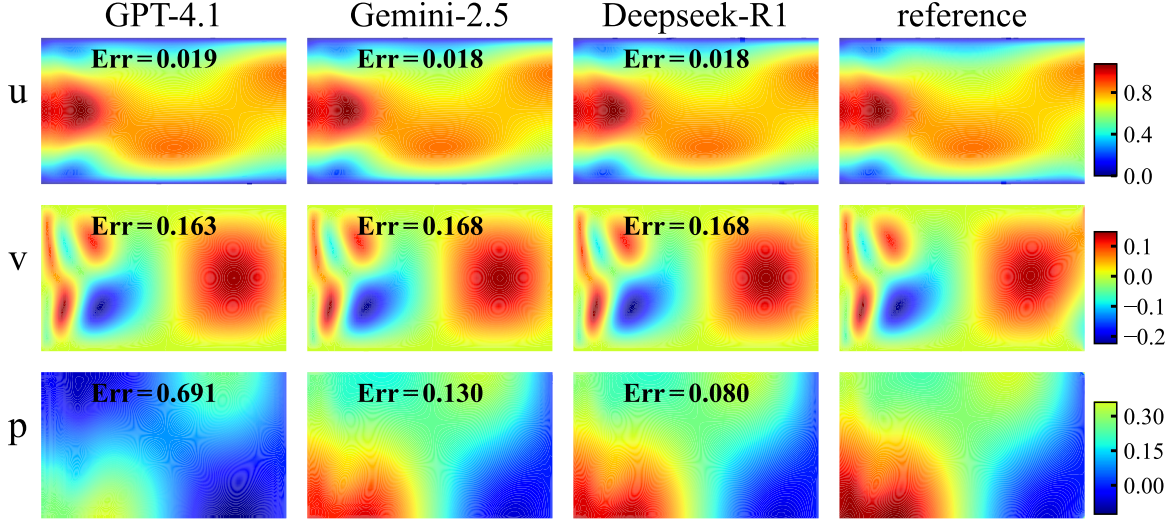 GPT-4.1 Gemini-2.5 Deepseek-R1 reference
u Err=0.019 Err=0.018 Err=0.018
0.8
0.4
0.0
v Err=0.163 Err=0.168 Err=0.168
0.1
0.0
−0.1
−0.2
p Err=0.691 Err=0.130 Err=0.080
0.30
0.15
0.00